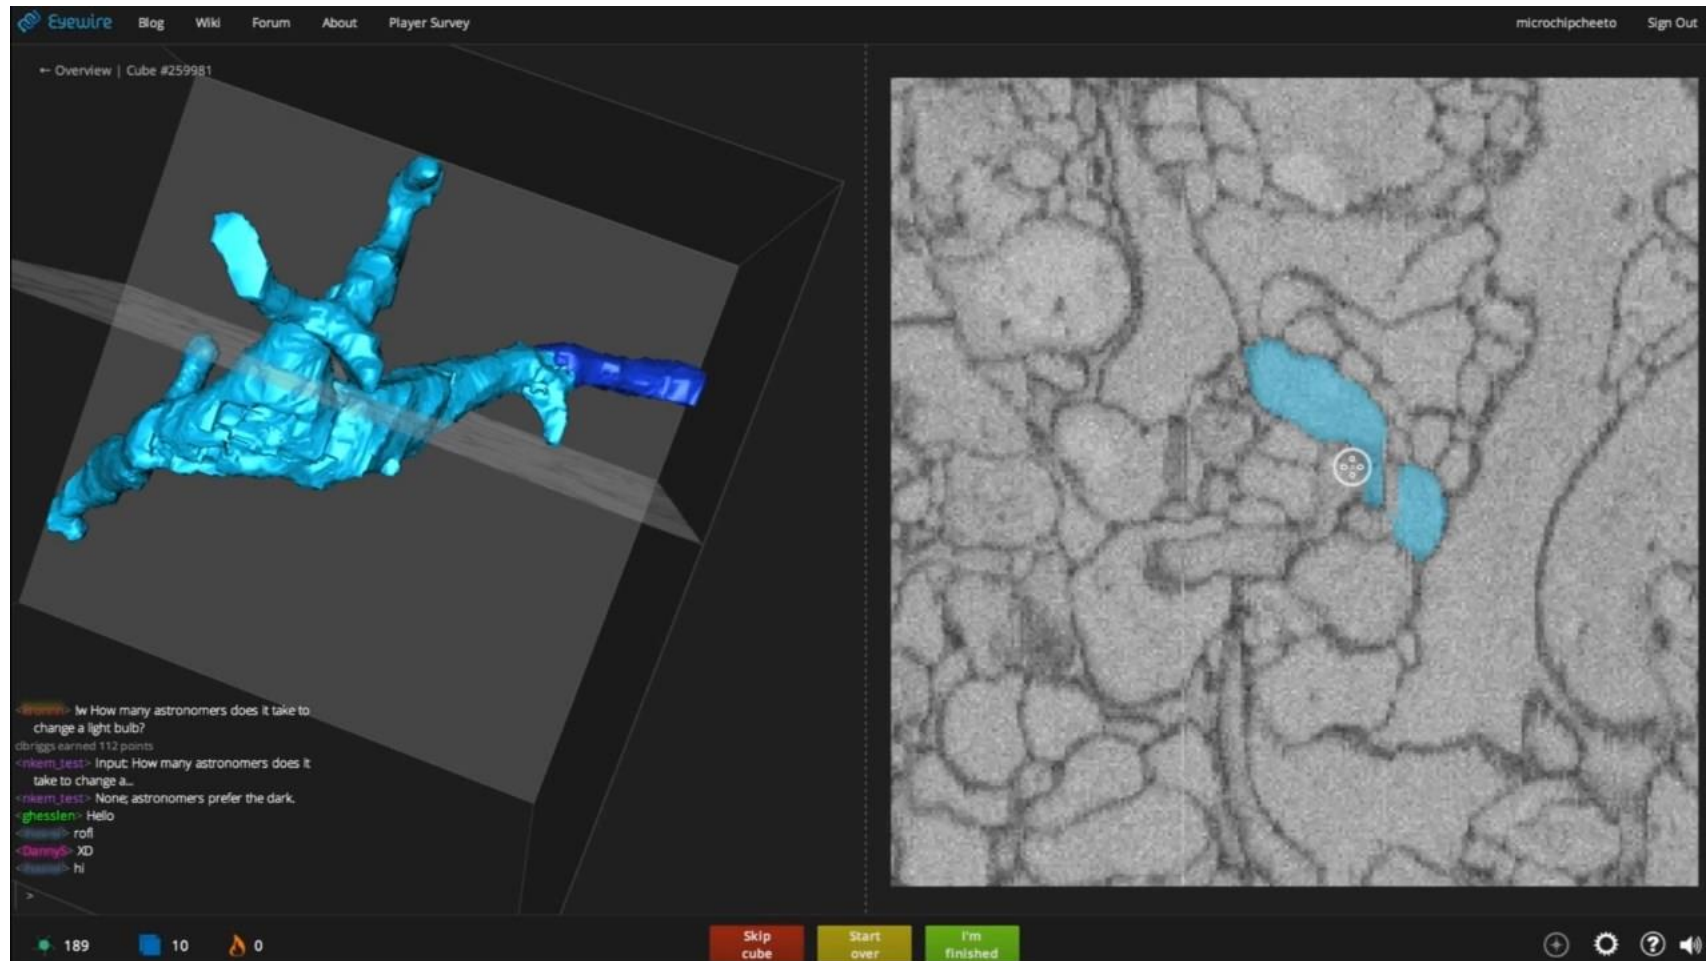 Eyewire
Blog
Wiki
Forum
About
Player Survey
microchipcheeto
Sign Out
← Overview | Cube #259981
!w How many astronomers does it take to
change a light bulb?
clbriggs earned 112 points
<nkem_test> Input: How many astronomers does it
take to change a...
<nkem_test> None; astronomers prefer the dark.
<ghesslen> Hello
rofl
<DannyS> XD
hi
>
189
10
0
Skip
cube
Start
over
I'm
finished